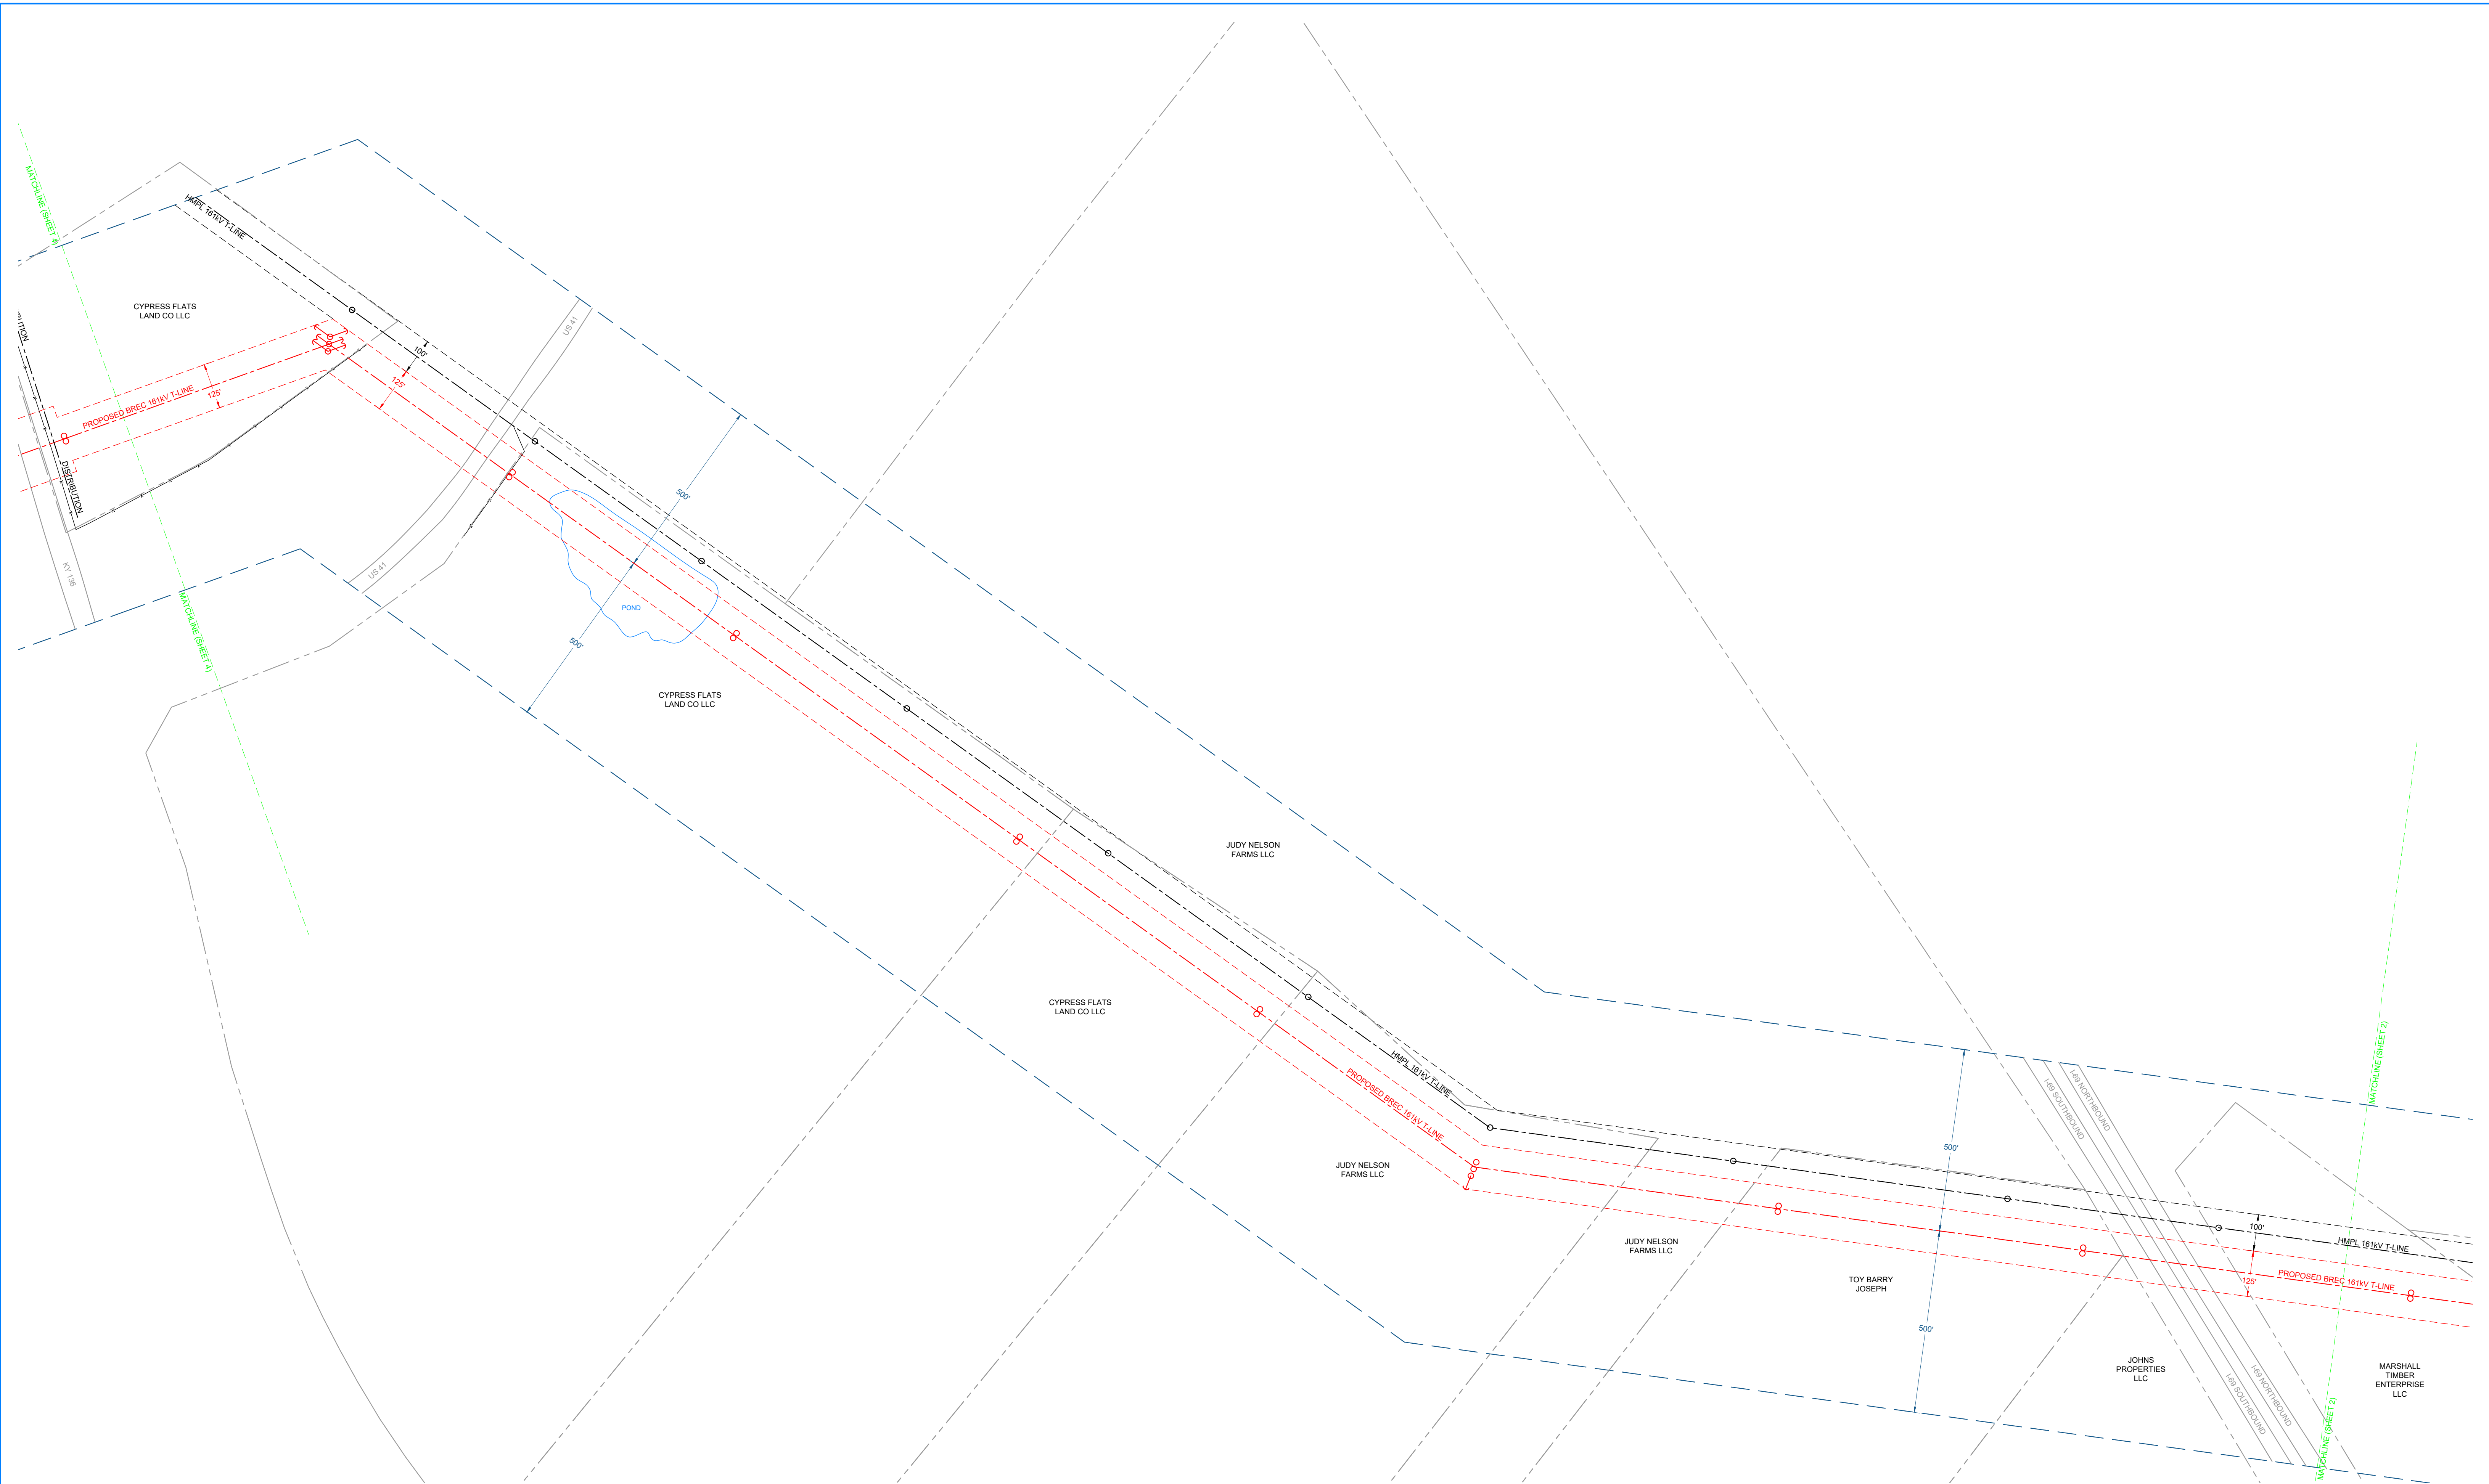 MATCHLINE (SHEET 4)
HMPL 161kV T-LINE
CYPRESS FLATS
LAND CO LLC
US 41
100'
125'
PROPOSED BREC 161kV T-LINE
125'
DISTRIBUTION
KY 136
US 41
MATCHLINE (SHEET 4)
500'
POND
500'
CYPRESS FLATS
LAND CO LLC
JUDY NELSON
FARMS LLC
CYPRESS FLATS
LAND CO LLC
HMPL 161kV T-LINE
PROPOSED BREC 161kV T-LINE
JUDY NELSON
FARMS LLC
MATCHLINE (SHEET 2)
I-69 SOUTHBOUND
I-69 NORTHBOUND
500'
JUDY NELSON
FARMS LLC
100'
HMPL 161kV T-LINE
125'
PROPOSED BREC 161kV T-LINE
TOY BARRY
JOSEPH
500'
JOHNS
PROPERTIES
LLC
MARSHALL
TIMBER
ENTERPRISE
LLC
I-69 SOUTHBOUND
I-69 NORTHBOUND
MATCHLINE (SHEET 2)